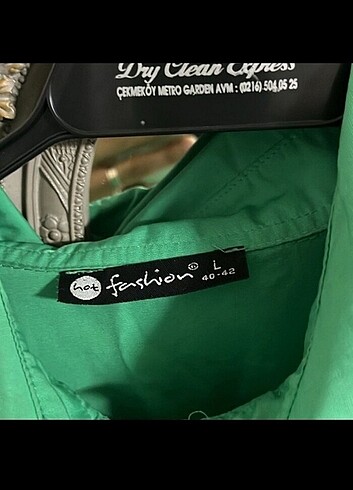 Dry Clean Express
ÇEKMEKÖY METRO GARDEN AVM : (0216) 504 05 25
hot fashion ® L
40-42